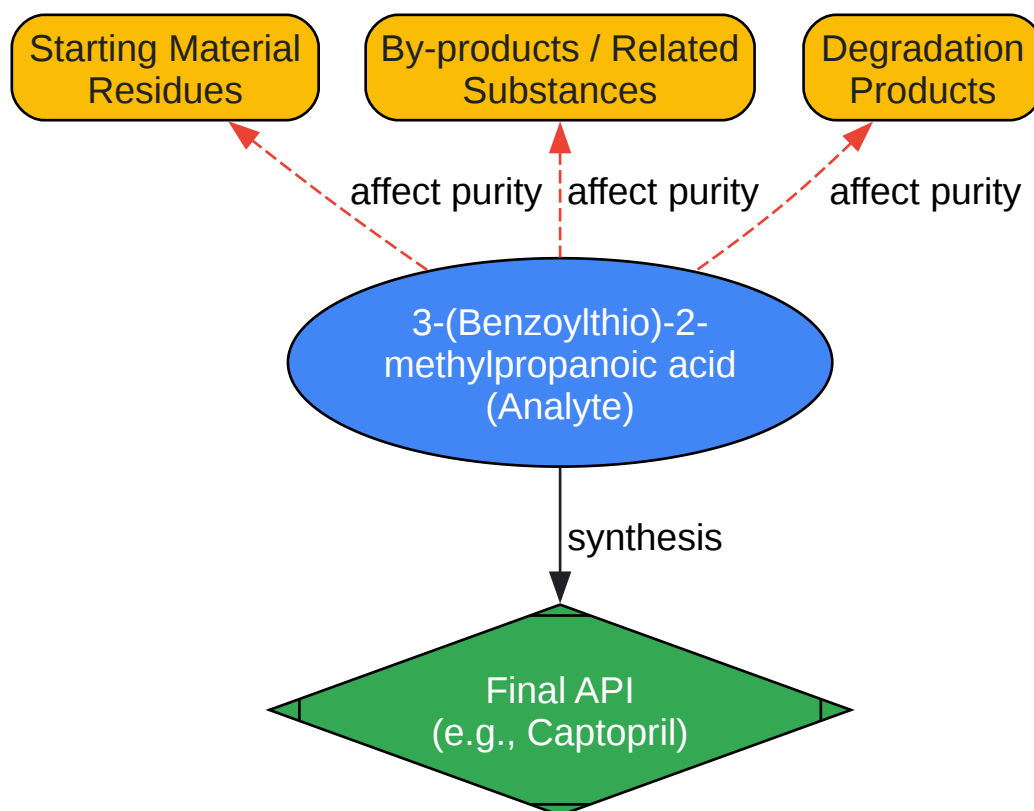 Starting Material
Residues
By-products / Related
Substances
Degradation
Products
affect purity
affect purity
affect purity
3-(Benzoylthio)-2-
methylpropanoic acid
(Analyte)
synthesis
Final API
(e.g., Captopril)